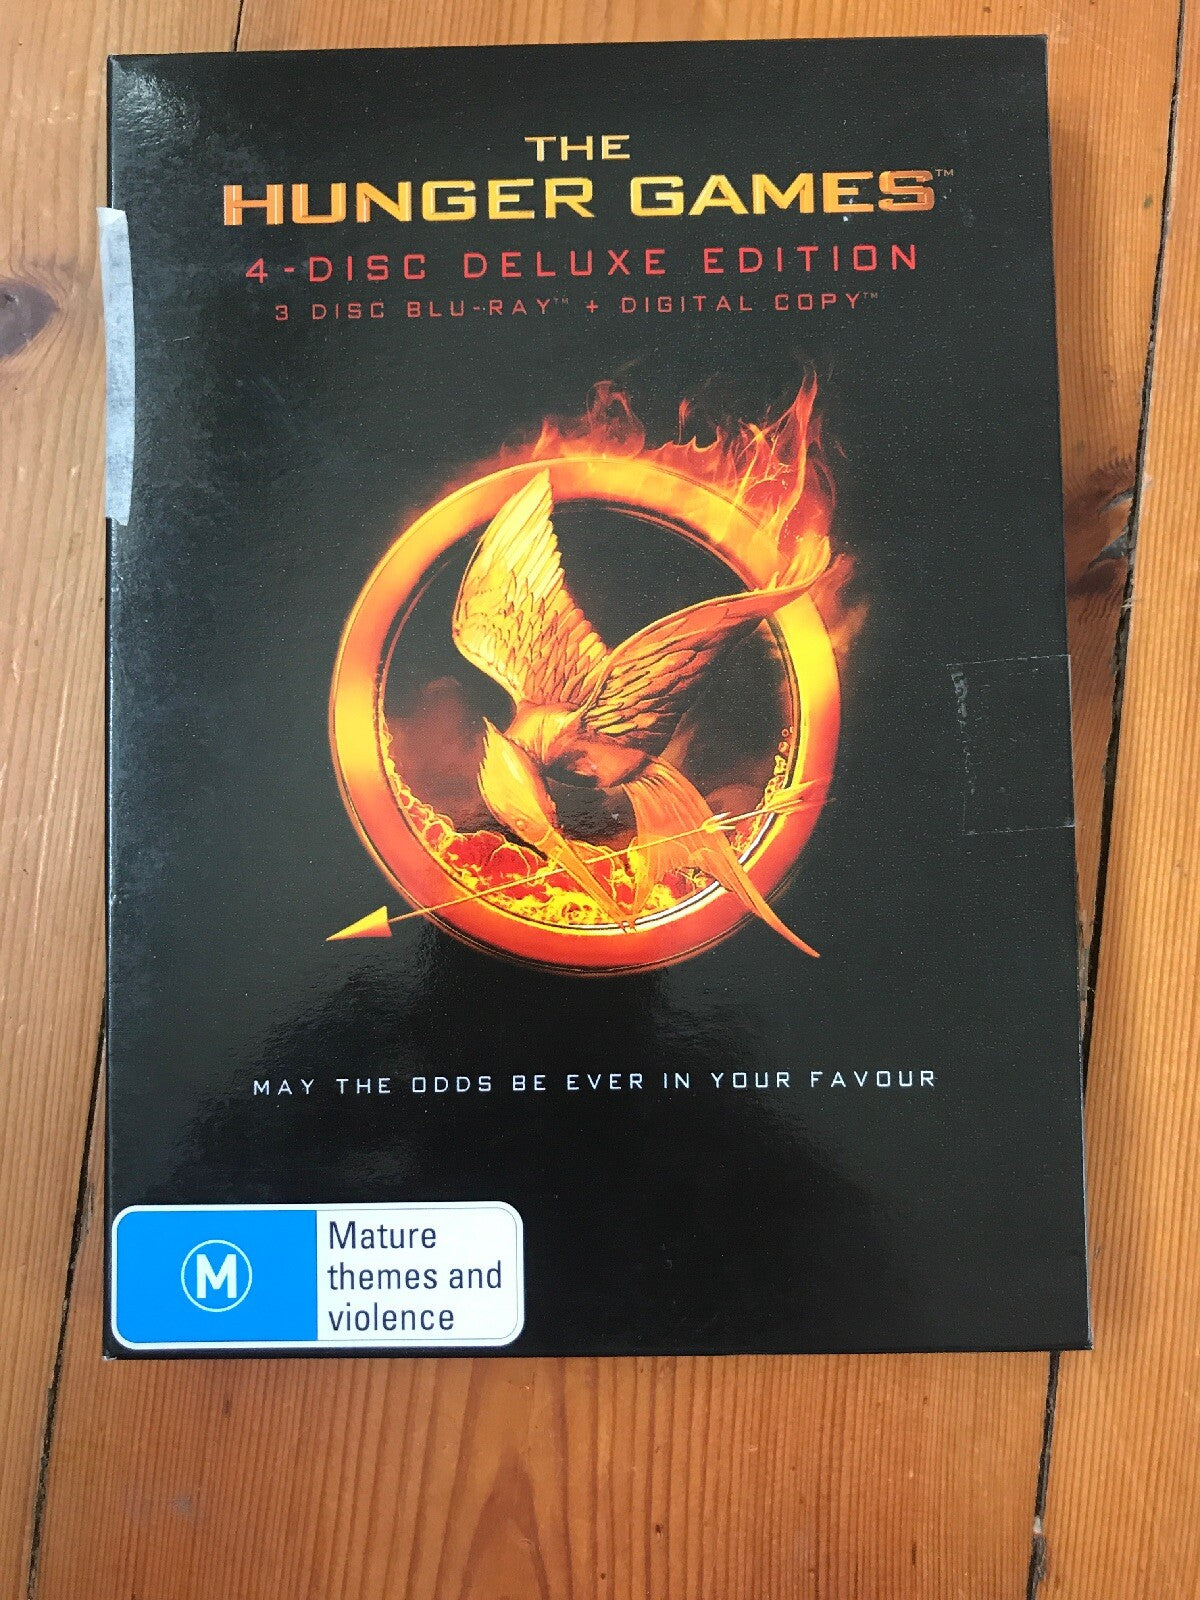 THE
HUNGER GAMES™
4-DISC DELUXE EDITION
3 DISC BLU-RAY™ + DIGITAL COPY™
MAY THE ODDS BE EVER IN YOUR FAVOUR
M
Mature
themes and
violence